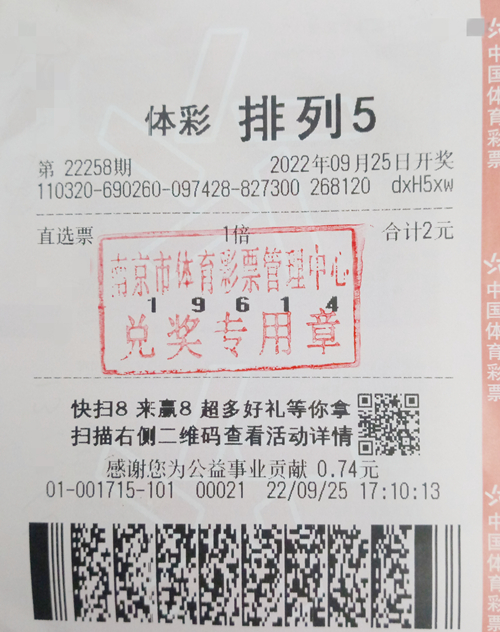 体彩 排列5
第 22258期 2022年09月25日开奖
110320-690260-097428-827300 268120 dxH5xw
直选票 1倍 合计2元
南京市体育彩票管理中心
1 9 6 1 4
兑奖专用章
快扫8 来赢8 超多好礼等你拿
扫描右侧二维码查看活动详情
感谢您为公益事业贡献 0.74元
01-001715-101 00021 22/09/25 17:10:13
中国体育彩票
中国体育彩票
中国体育彩票